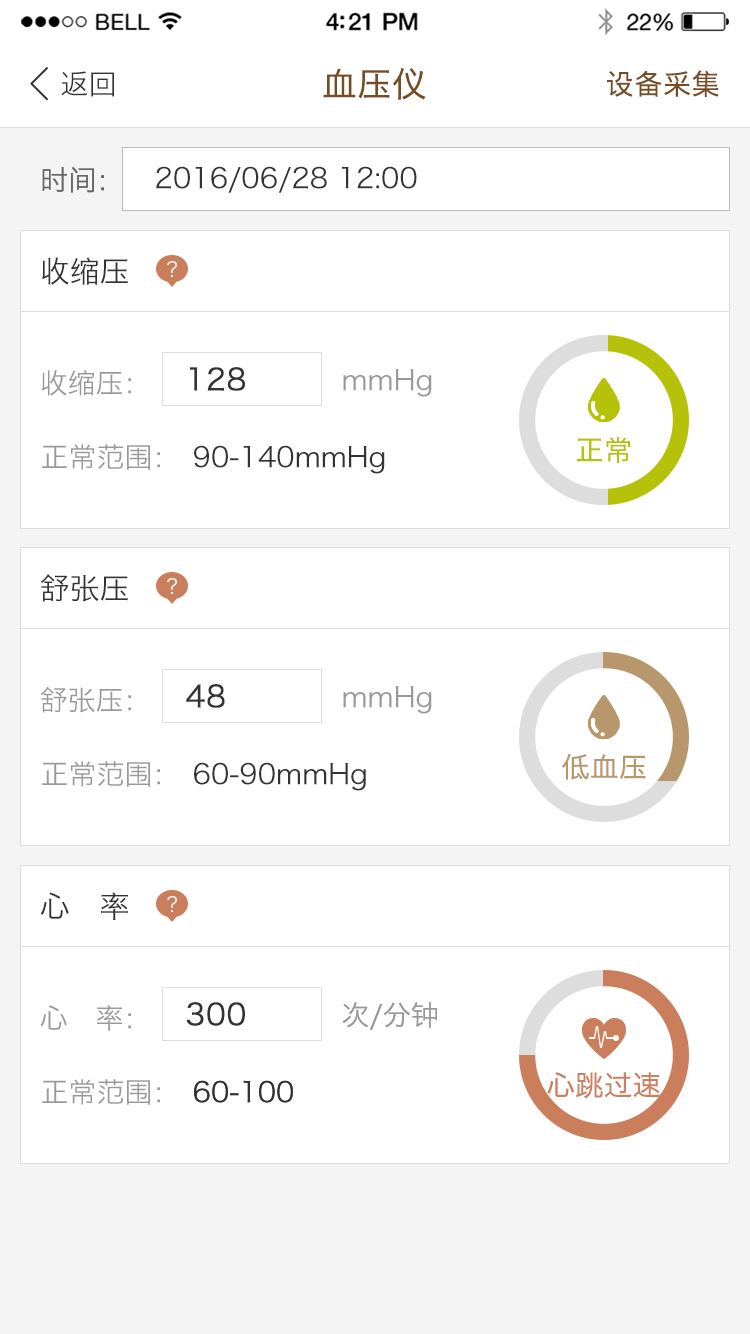 BELL 4:21 PM 22%
返回 血压仪 设备采集
时间: 2016/06/28 12:00
收缩压 ?
收缩压: 128 mmHg
正常范围: 90-140mmHg
正常
舒张压 ?
舒张压: 48 mmHg
正常范围: 60-90mmHg
低血压
心 率 ?
心 率: 300 次/分钟
正常范围: 60-100
心跳过速